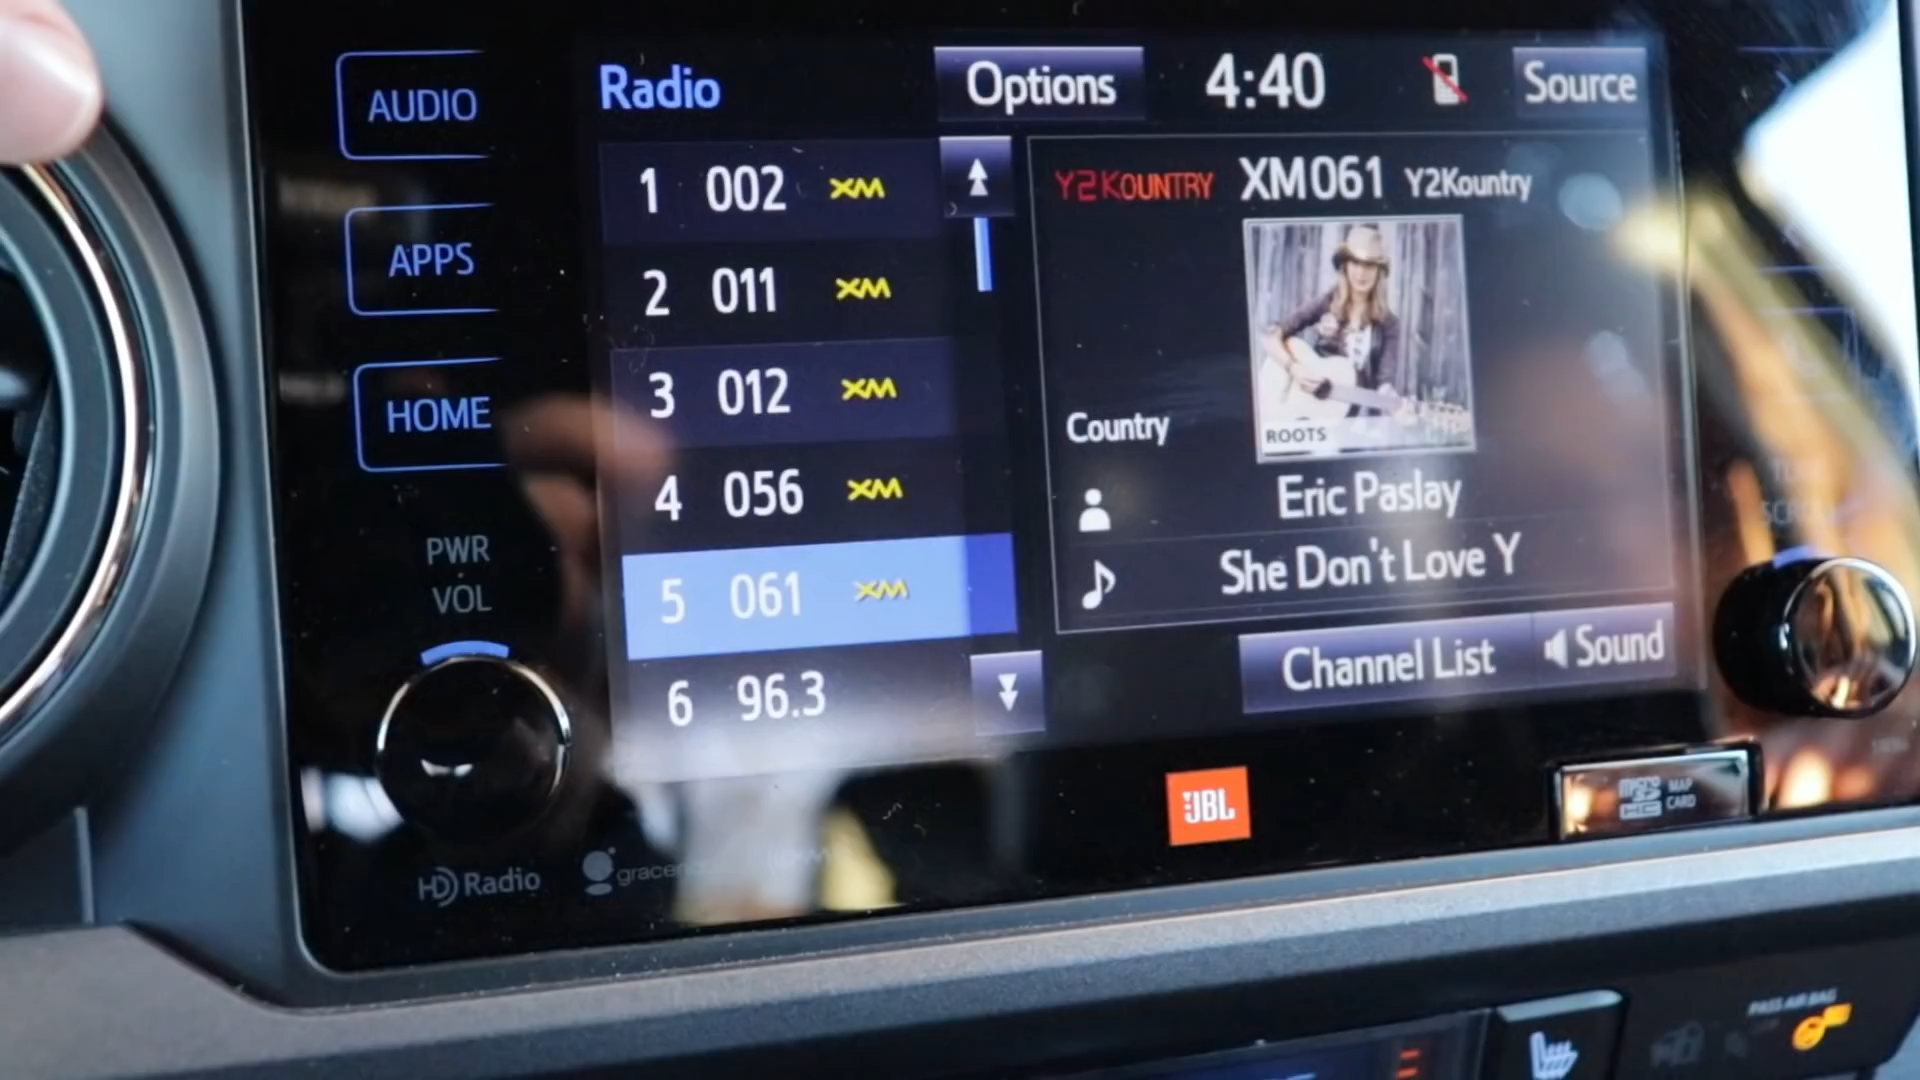 AUDIO
APPS
HOME
PWR
VOL
Radio
Options
4:40
Source
1 002 XM
2 011 XM
3 012 XM
4 056 XM
5 061 XM
6 96.3
Y2KOUNTRY XM061 Y2Kountry
ROOTS
Country
Eric Paslay
She Don't Love Y
Channel List
Sound
JBL
HD Radio
micro
SD
HC
MAP
CARD
PASS AIR BAG